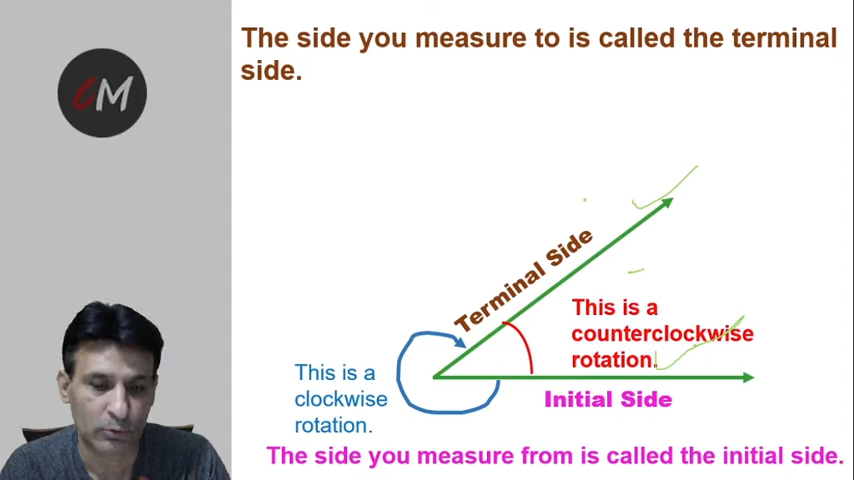 The side you measure to is called the terminal
side.
CM
Terminal Side
This is a
counterclockwise
rotation.
This is a
clockwise
rotation.
Initial Side
The side you measure from is called the initial side.